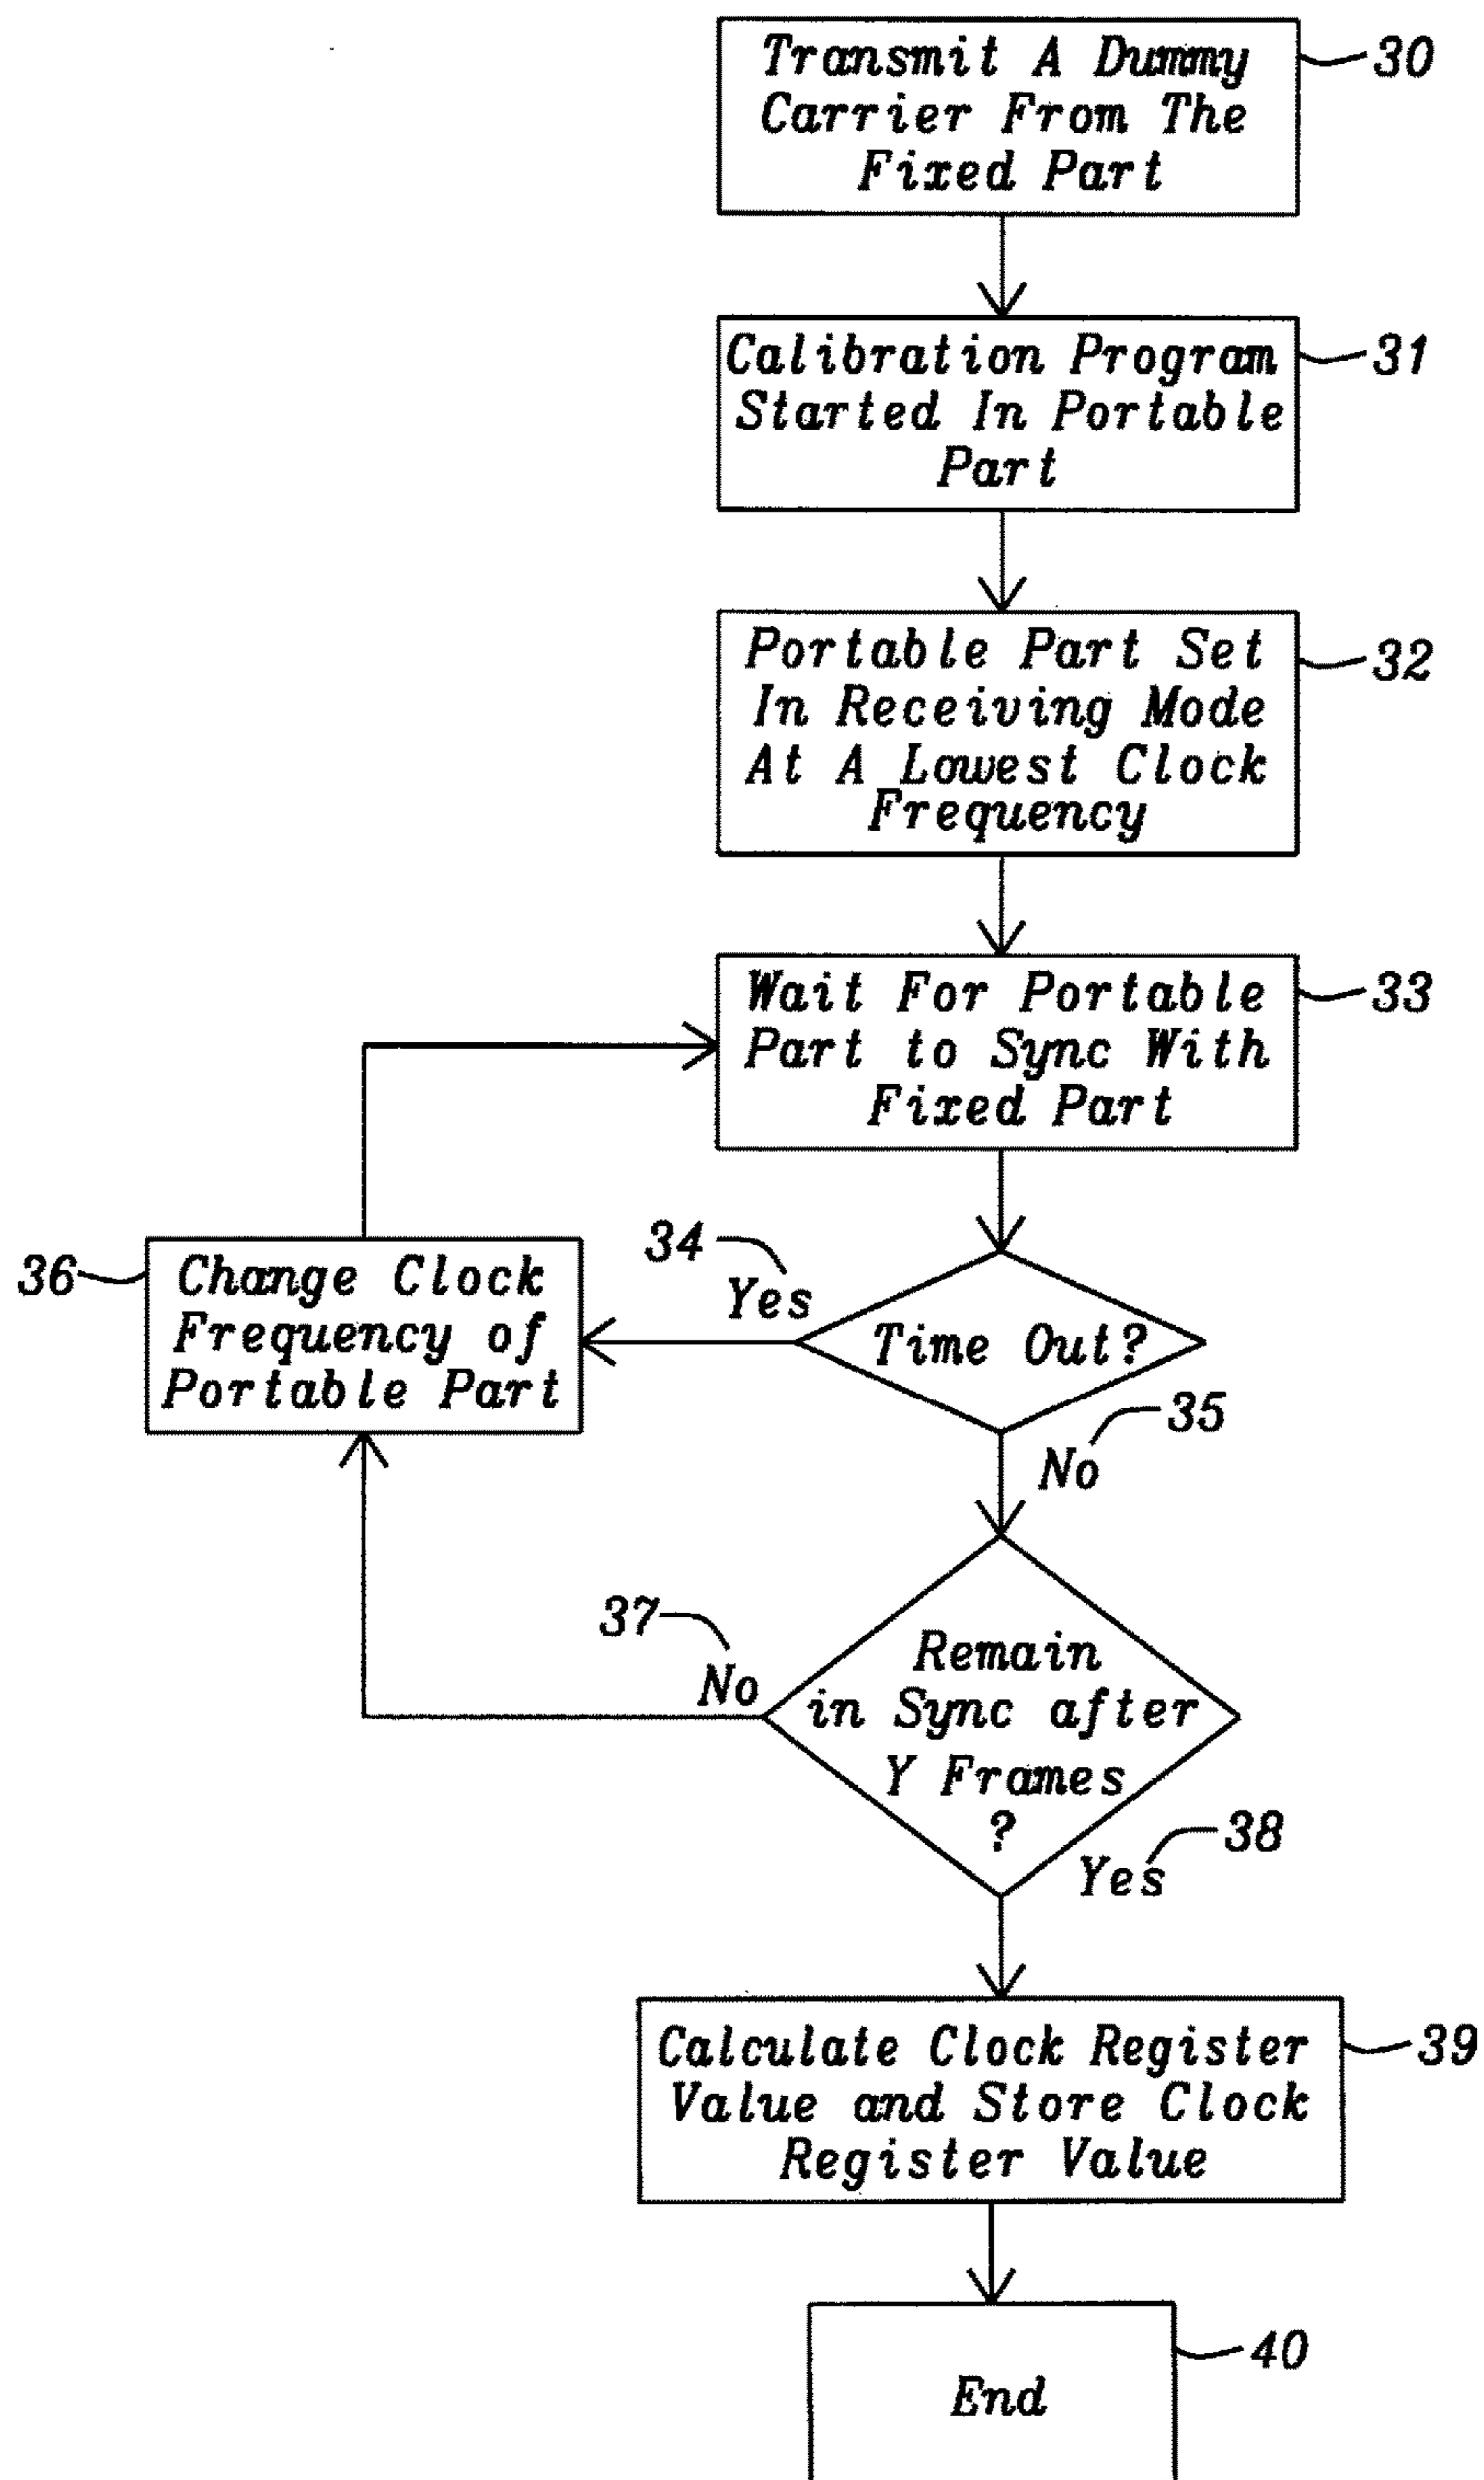 Transmit A Dummy
Carrier From The
Fixed Part
30
Calibration Program
Started In Portable
Part
31
Portable Part Set
In Receiving Mode
At A Lowest Clock
Frequency
32
Wait For Portable
Part to Sync With
Fixed Part
33
34
Yes
Time Out?
36
Change Clock
Frequency of
Portable Part
35
No
37
No
Remain
in Sync after
Y Frames
?
38
Yes
Calculate Clock Register
Value and Store Clock
Register Value
39
End
40